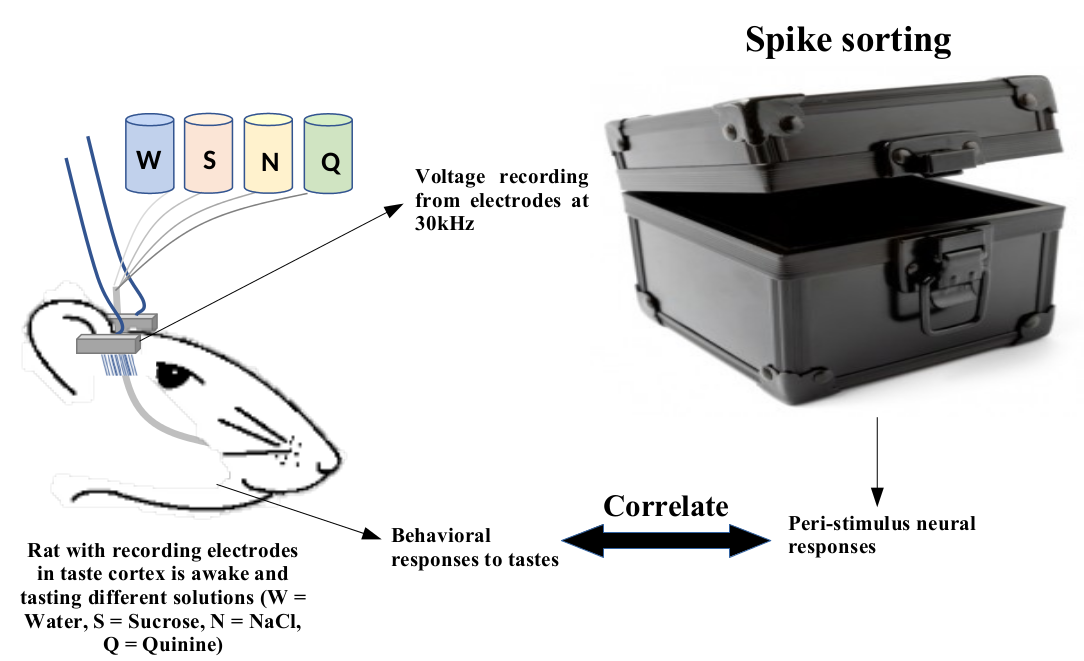 Spike sorting
W
S
N
Q
Voltage recording
from electrodes at
30kHz
Correlate
Behavioral
responses to tastes
Peri-stimulus neural
responses
Rat with recording electrodes
in taste cortex is awake and
tasting different solutions (W =
Water, S = Sucrose, N = NaCl,
Q = Quinine)